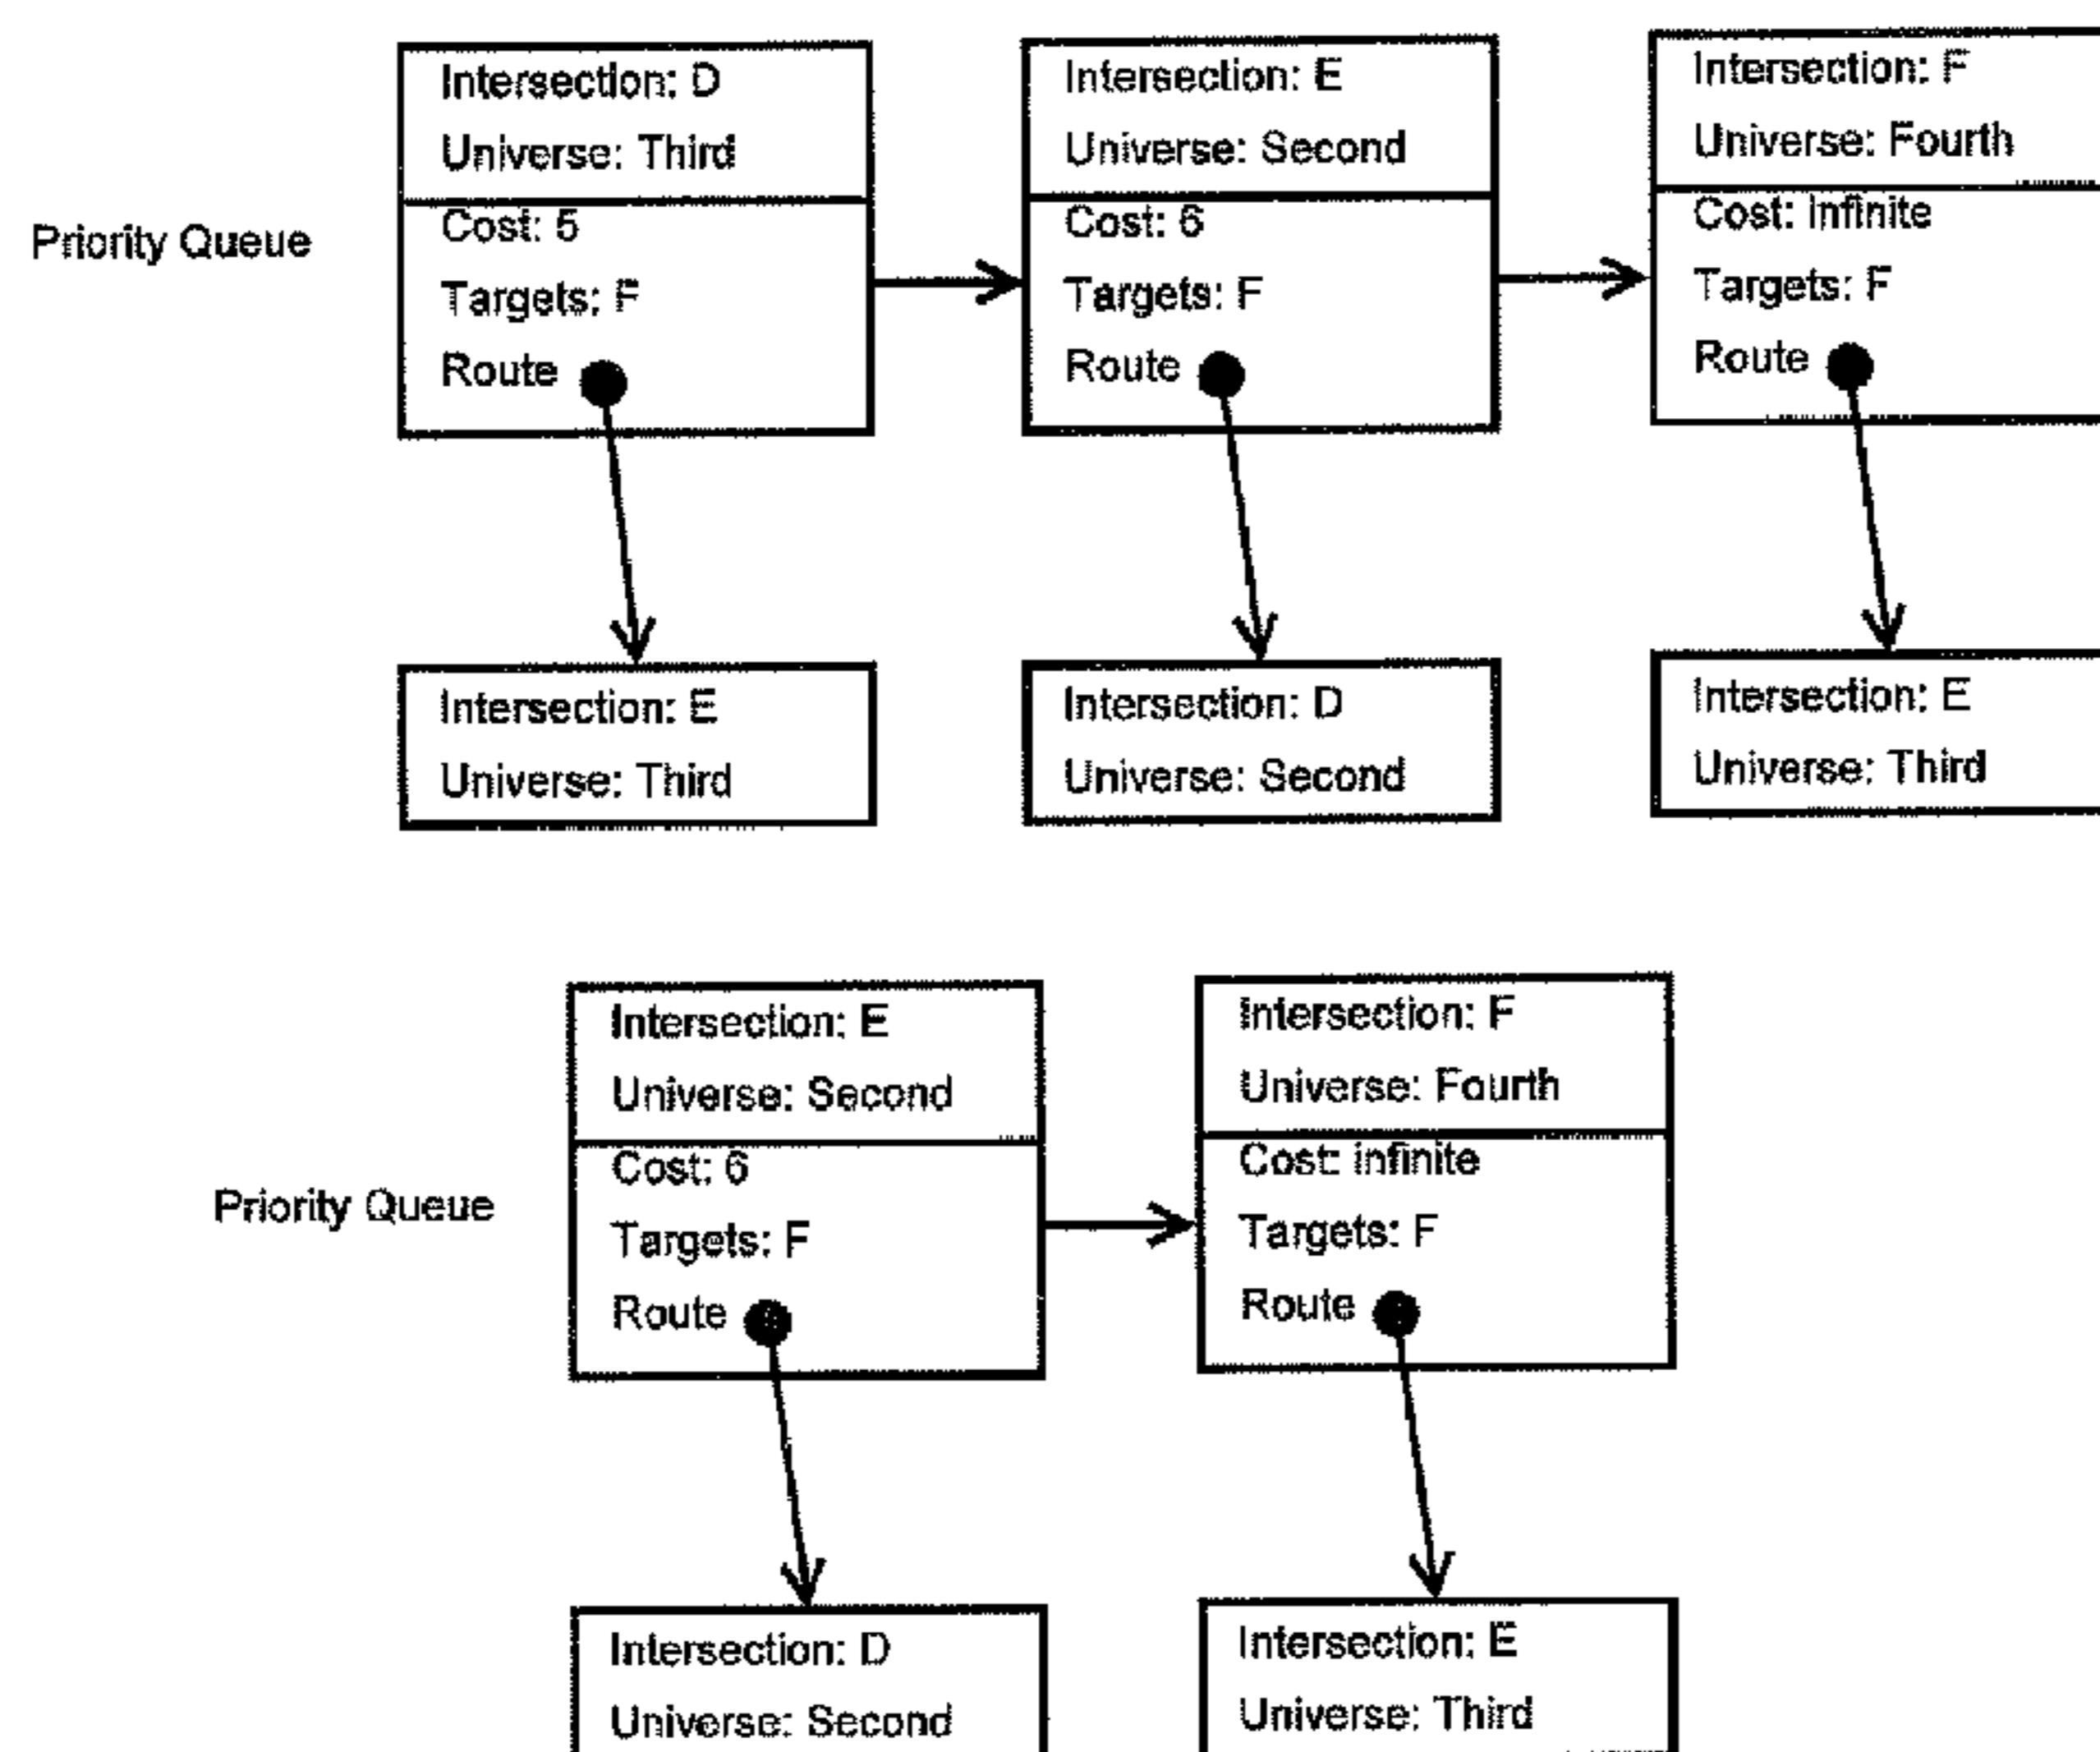 Intersection: D
Universe: Third
Cost: 5
Targets: F
Route
Intersection: E
Universe: Second
Cost: 6
Targets: F
Route
Intersection: F
Universe: Fourth
Cost: infinite
Targets: F
Route
Priority Queue
Intersection: E
Universe: Third
Intersection: D
Universe: Second
Intersection: E
Universe: Third
Intersection: E
Universe: Second
Cost: 6
Targets: F
Route
Intersection: F
Universe: Fourth
Cost: infinite
Targets: F
Route
Priority Queue
Intersection: D
Universe: Second
Intersection: E
Universe: Third